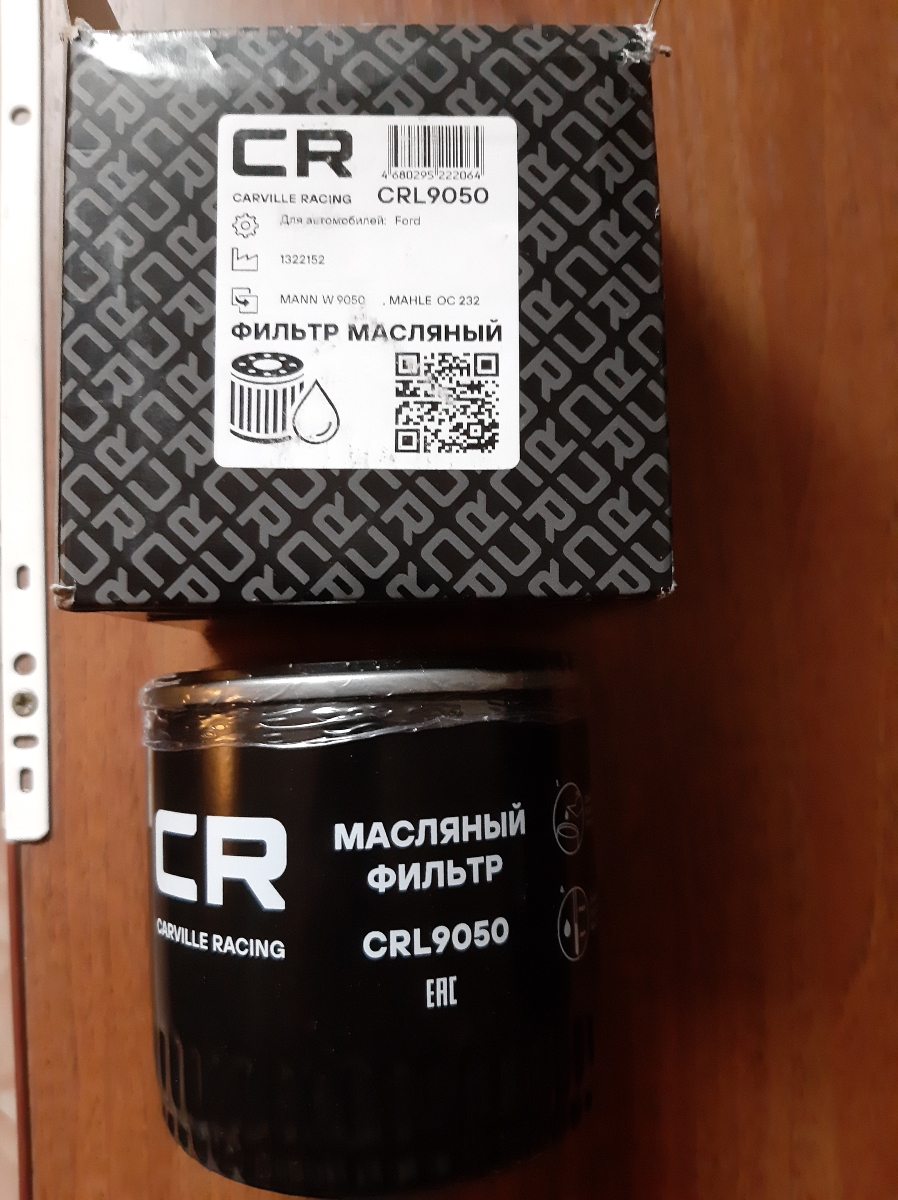 CR
4 680295 222064
CARVILLE RACING
CRL9050
Для автомобилей: Ford
1322152
MANN W 9050 , MAHLE OC 232
ФИЛЬТР МАСЛЯНЫЙ
CR
CARVILLE RACING
МАСЛЯНЫЙ
ФИЛЬТР
CRL9050
EAC